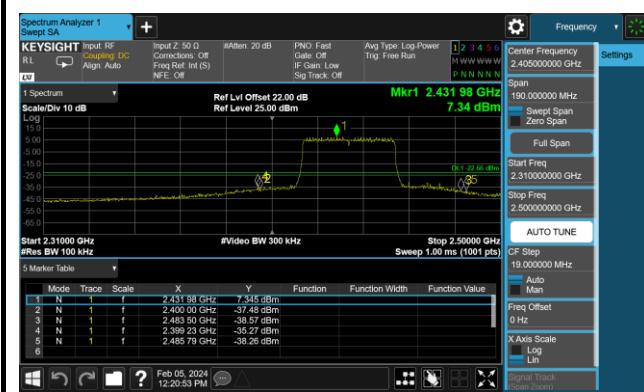 Spectrum Analyzer 1
Swept SA
Frequency
KEYSIGHT
RL
LXI
Input: RF
Coupling: DC
Align: Auto
Input Z: 50 Ω
Corrections: Off
Freq Ref: Int (S)
NFE: Off
#Atten: 20 dB
PNO: Fast
Gate: Off
IF Gain: Low
Sig Track: Off
Avg Type: Log-Power
Trig: Free Run
1 2 3 4 5 6
M W W W W W
P N N N N N
1 Spectrum
Scale/Div 10 dB
Ref Lvl Offset 22.00 dB
Ref Level 25.00 dBm
Mkr1 2.431 98 GHz
7.34 dBm
Log
15.0
5.00
-5.00
-15.0
-25.0
-35.0
-45.0
-55.0
-65.0
1
DL1 -22.66 dBm
Start 2.31000 GHz
#Res BW 100 kHz
#Video BW 300 kHz
Stop 2.50000 GHz
Sweep 1.00 ms (1001 pts)
5 Marker Table
Mode Trace Scale X Y Function Function Width Function Value
1 N 1 f 2.431 98 GHz 7.345 dBm
2 N 1 f 2.400 00 GHz -37.48 dBm
3 N 1 f 2.483 50 GHz -38.57 dBm
4 N 1 f 2.399 23 GHz -35.27 dBm
5 N 1 f 2.485 79 GHz -38.26 dBm
6
?
Feb 05, 2024
12:20:53 PM
Center Frequency
2.405000000 GHz
Settings
Span
190.000000 MHz
Swept Span
Zero Span
Full Span
Start Freq
2.310000000 GHz
Stop Freq
2.500000000 GHz
AUTO TUNE
CF Step
19.000000 MHz
Auto
Man
Freq Offset
0 Hz
X Axis Scale
Log
Lin
Signal Track
(Span Zoom)